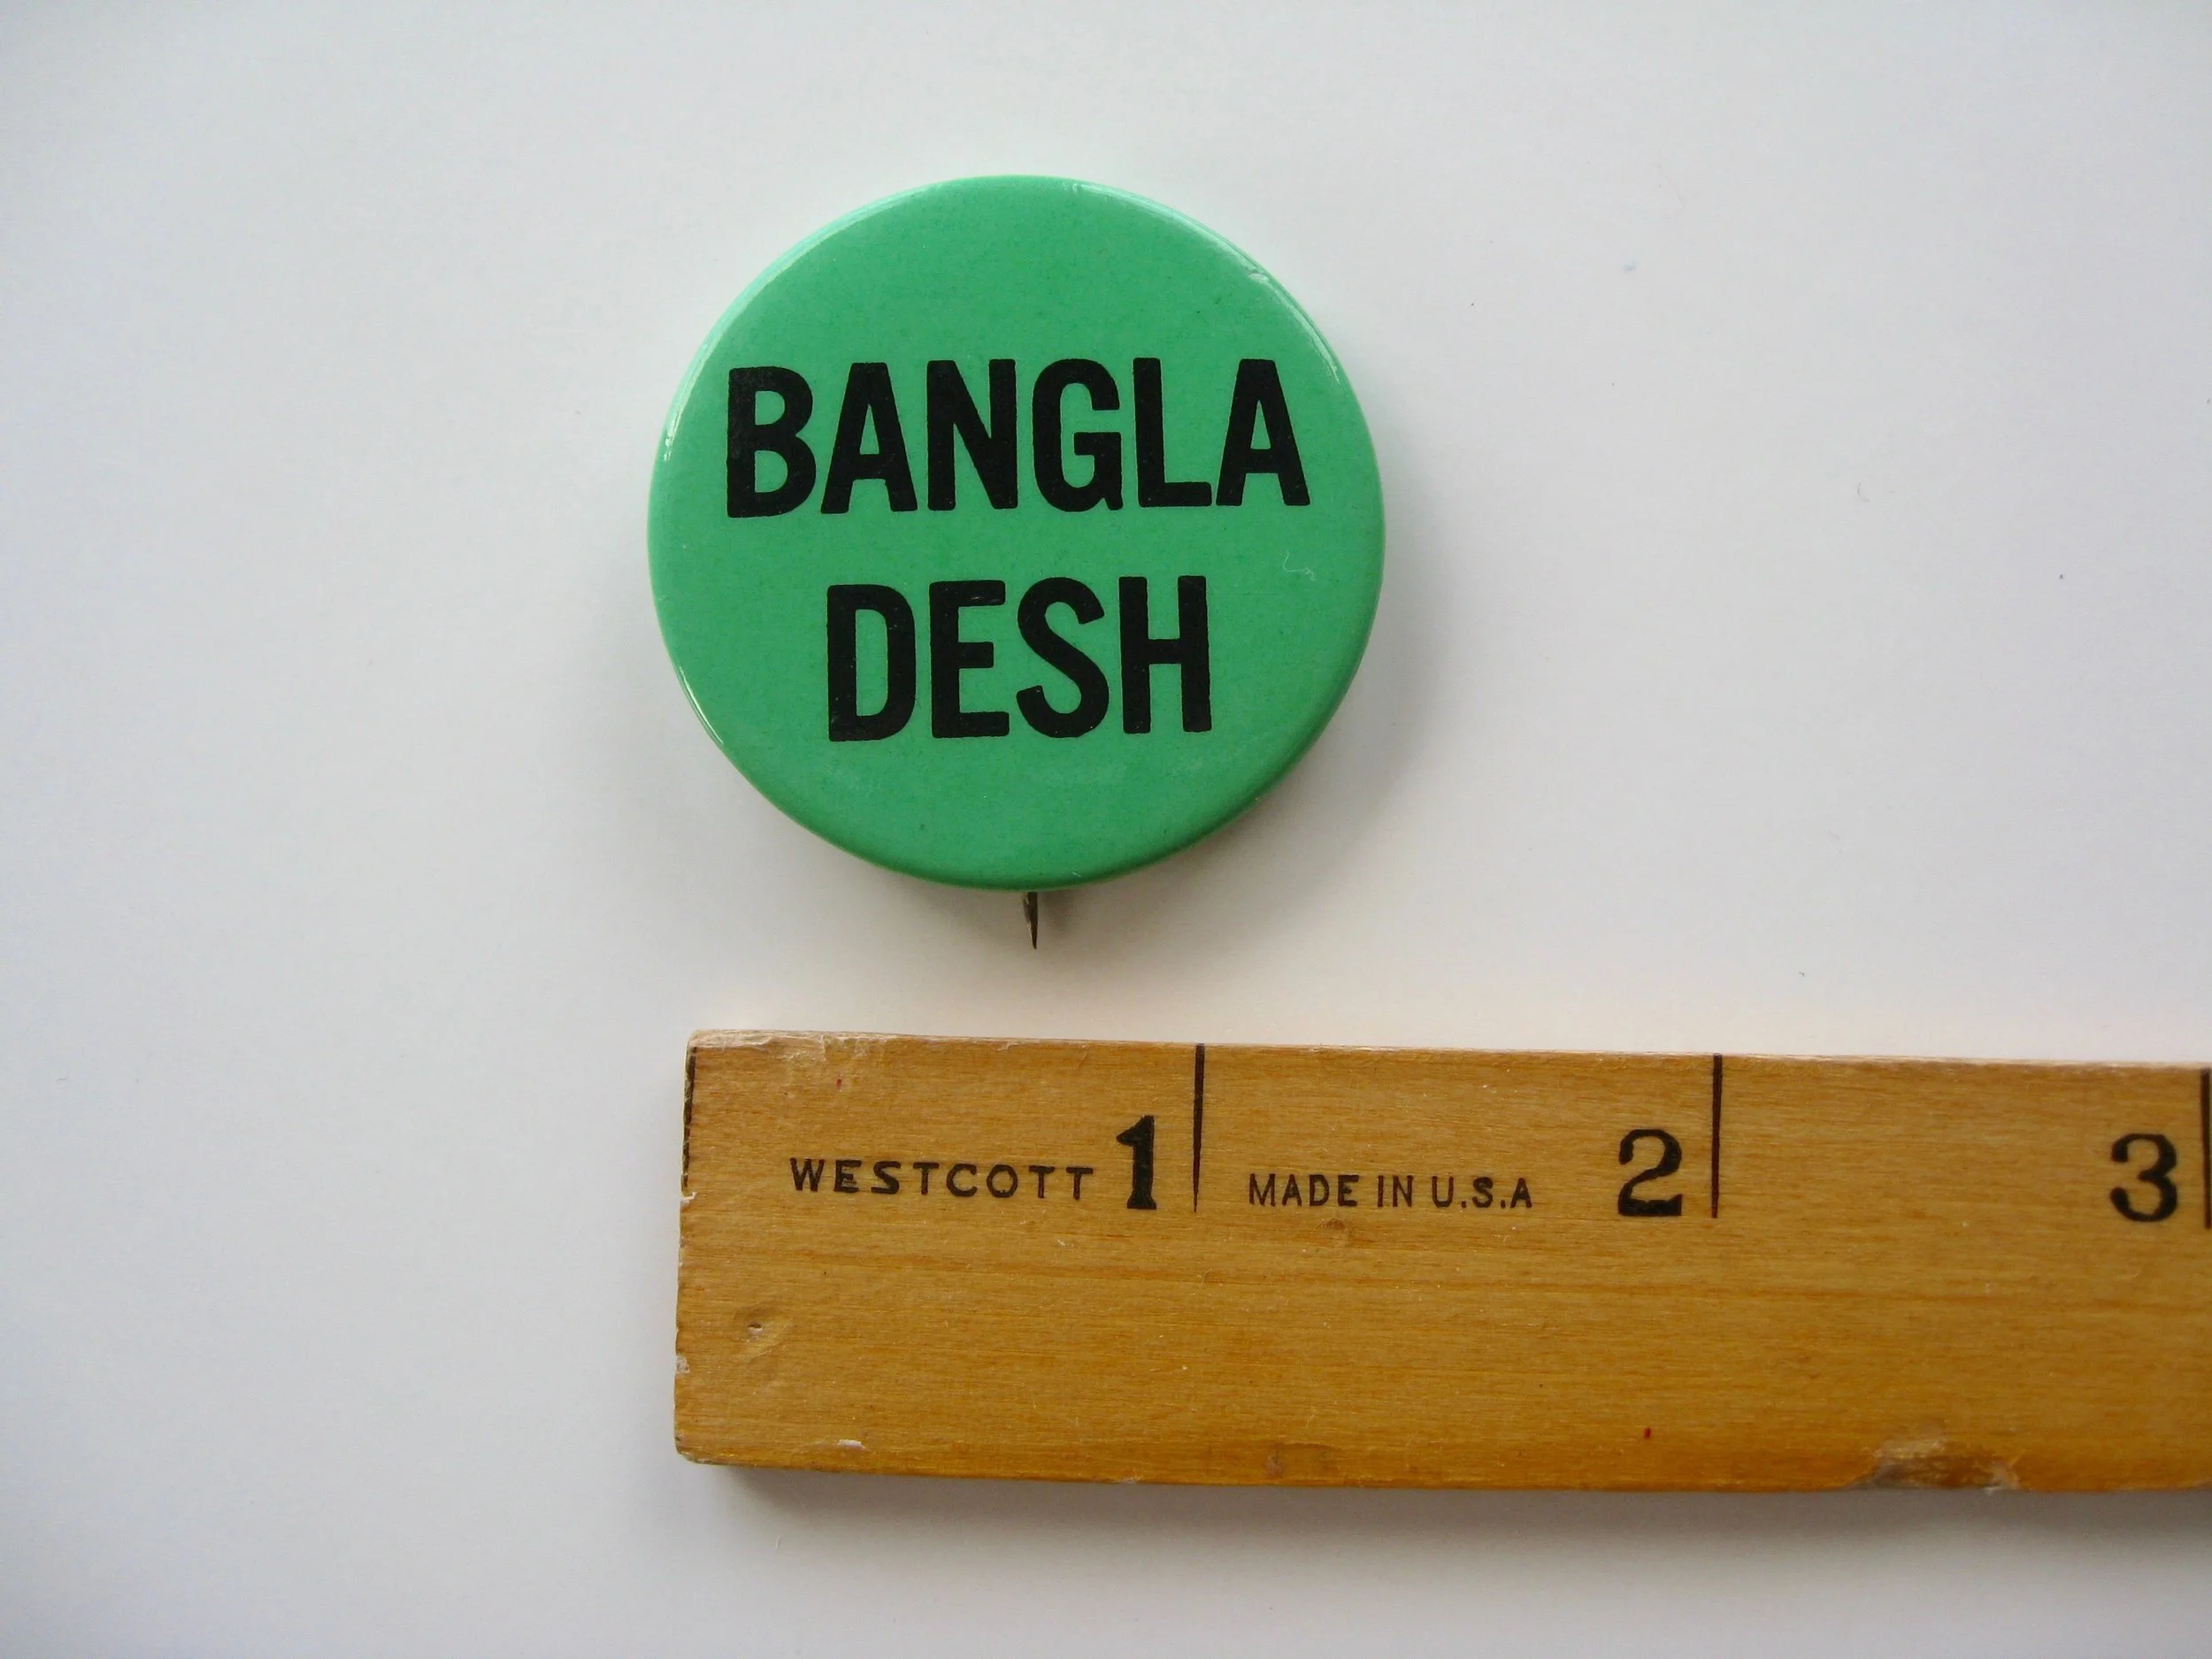 BANGLA
DESH
WESTCOTT 1 MADE IN U.S.A 2 3